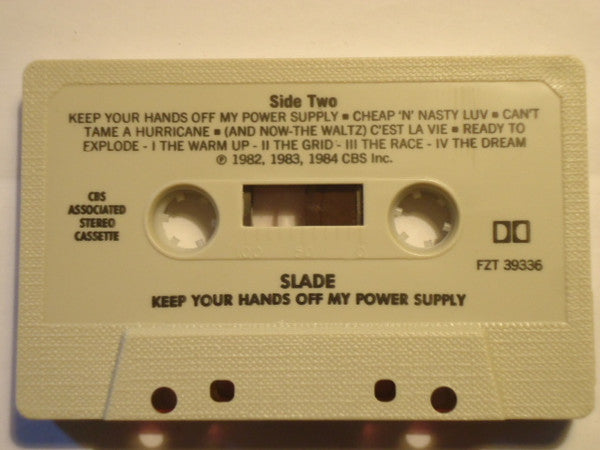 Side Two
KEEP YOUR HANDS OFF MY POWER SUPPLY ▪ CHEAP 'N' NASTY LUV ▪ CAN'T
TAME A HURRICANE ▪ (AND NOW-THE WALTZ) C'EST LA VIE ▪ READY TO
EXPLODE - I THE WARM UP - II THE GRID - III THE RACE - IV THE DREAM
℗ 1982, 1983, 1984 CBS Inc.
CBS
ASSOCIATED
STEREO
CASSETTE
FZT 39336
SLADE
KEEP YOUR HANDS OFF MY POWER SUPPLY